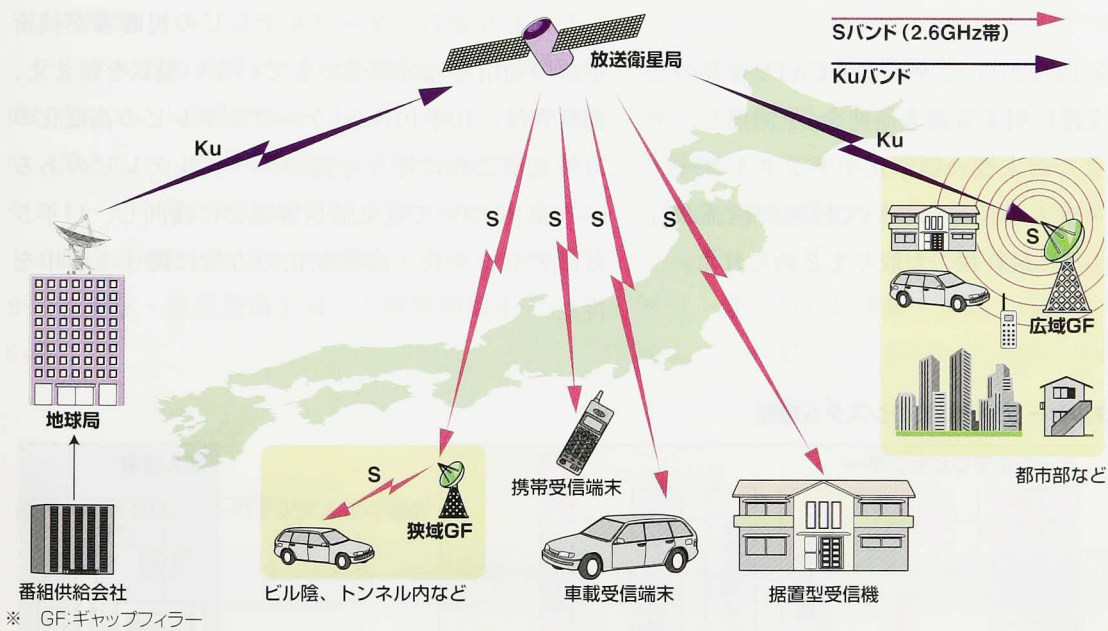 放送衛星局
Sバンド(2.6GHz帯)
Kuバンド
Ku
Ku
S
S
S
S
S
広域GF
都市部など
地球局
S
狭域GF
携帯受信端末
番組供給会社
ビル陰、トンネル内など
車載受信端末
据置型受信機
※ GF:ギャップフィラー